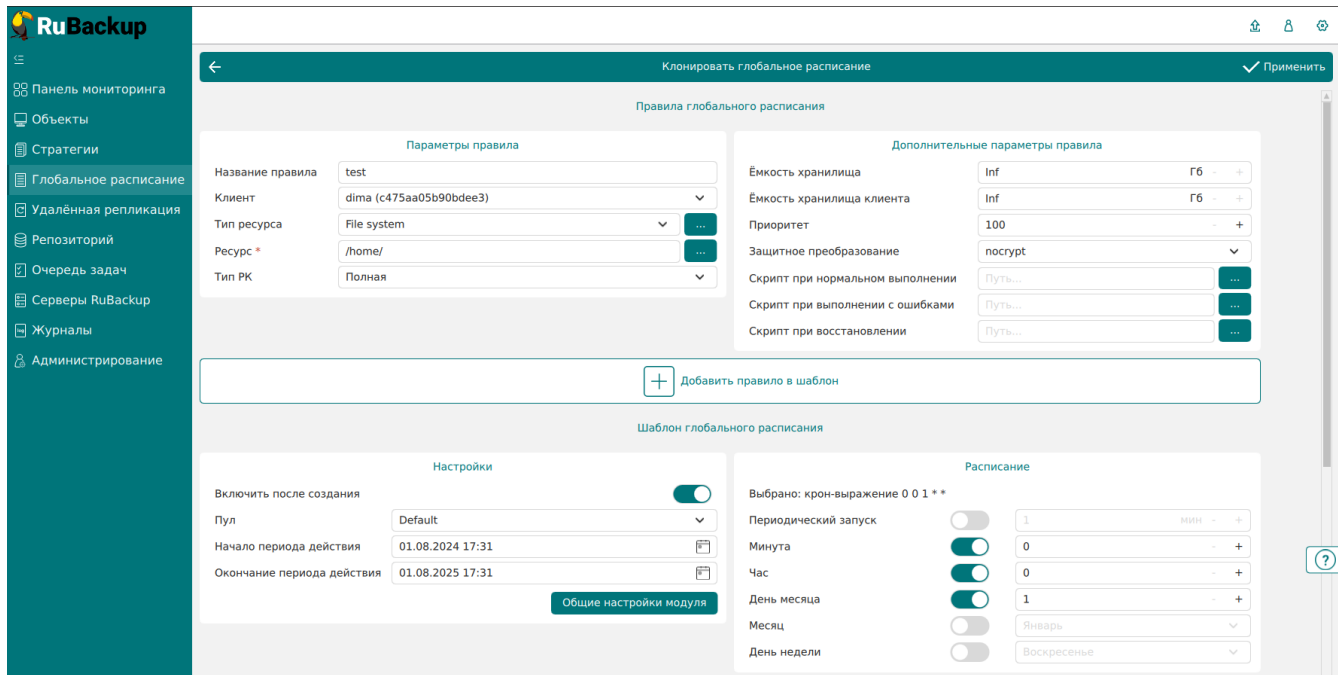 RuBackup
Клонировать глобальное расписание
Применить
Панель мониторинга
Объекты
Стратегии
Глобальное расписание
Удалённая репликация
Репозиторий
Очередь задач
Серверы RuBackup
Журналы
Администрирование
Правила глобального расписания
Параметры правила
Название правила test
Клиент dima (c475aa05b90bdee3)
Тип ресурса File system ...
Ресурс * /home/ ...
Тип РК Полная
Дополнительные параметры правила
Ёмкость хранилища Inf Гб - +
Ёмкость хранилища клиента Inf Гб - +
Приоритет 100 - +
Защитное преобразование nocrypt
Скрипт при нормальном выполнении Путь... ...
Скрипт при выполнении с ошибками Путь... ...
Скрипт при восстановлении Путь... ...
Добавить правило в шаблон
Шаблон глобального расписания
Настройки
Включить после создания
Пул Default
Начало периода действия 01.08.2024 17:31
Окончание периода действия 01.08.2025 17:31
Общие настройки модуля
Расписание
Выбрано: крон-выражение 0 0 1 * *
Периодический запуск 1 мин - +
Минута 0 - +
Час 0 - +
День месяца 1 - +
Месяц Январь
День недели Воскресенье
?